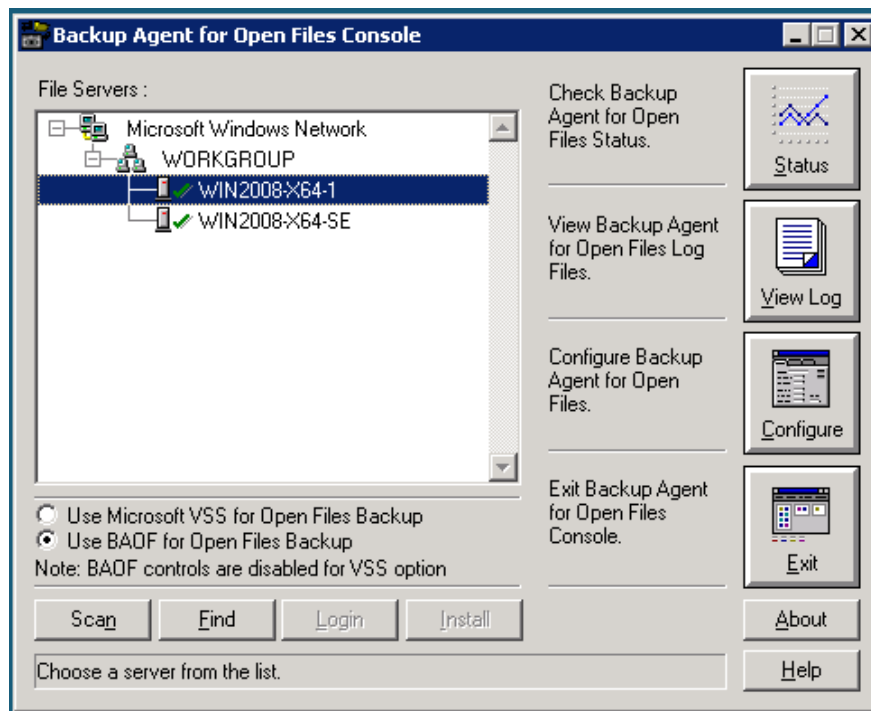 Backup Agent for Open Files Console
File Servers :
Microsoft Windows Network
WORKGROUP
WIN2008-X64-1
WIN2008-X64-SE
Use Microsoft VSS for Open Files Backup
Use BAOF for Open Files Backup
Note: BAOF controls are disabled for VSS option
Scan
Find
Login
Install
Choose a server from the list.
Check Backup
Agent for Open
Files Status.
Status
View Backup Agent
for Open Files Log
Files.
View Log
Configure Backup
Agent for Open
Files.
Configure
Exit Backup Agent
for Open Files
Console.
Exit
About
Help